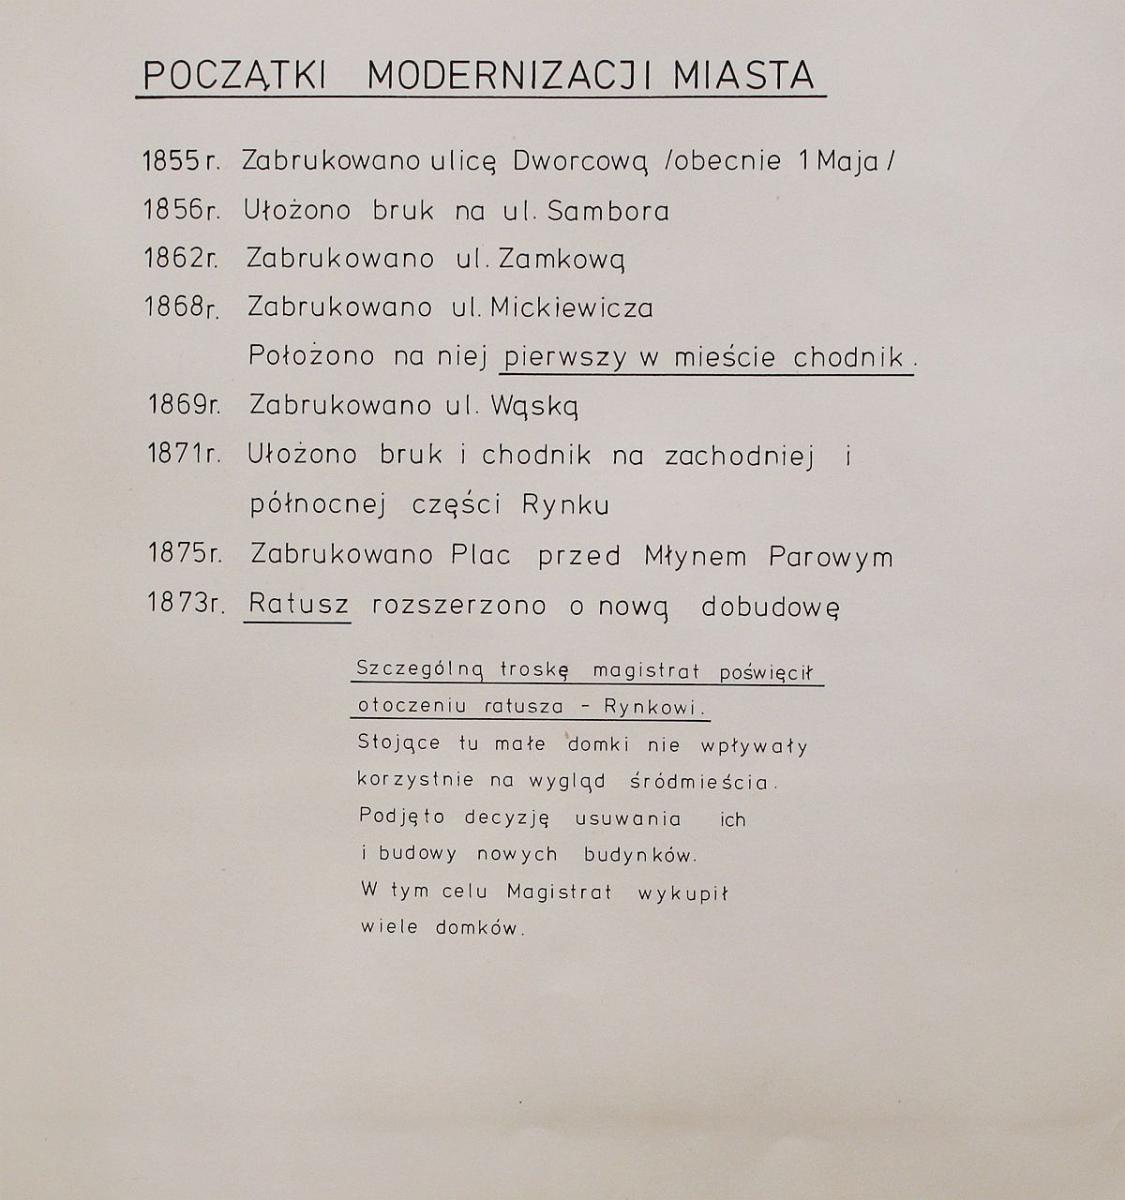 POCZĄTKI MODERNIZACJI MIASTA
1855r. Zabrukowano ulicę Dworcową /obecnie 1 Maja/
1856r. Ułożono bruk na ul. Sambora
1862r. Zabrukowano ul. Zamkową
1868r. Zabrukowano ul. Mickiewicza
Położono na niej pierwszy w mieście chodnik.
1869r. Zabrukowano ul. Wąską
1871r. Ułożono bruk i chodnik na zachodniej i
północnej części Rynku
1875r. Zabrukowano Plac przed Młynem Parowym
1873r. Ratusz rozszerzono o nową dobudowę
Szczególną troskę magistrat poświęcił
otoczeniu ratusza - Rynkowi.
Stojące tu małe domki nie wpływały
korzystnie na wygląd śródmieścia.
Podjęto decyzję usuwania ich
i budowy nowych budynków.
W tym celu Magistrat wykupił
wiele domków.